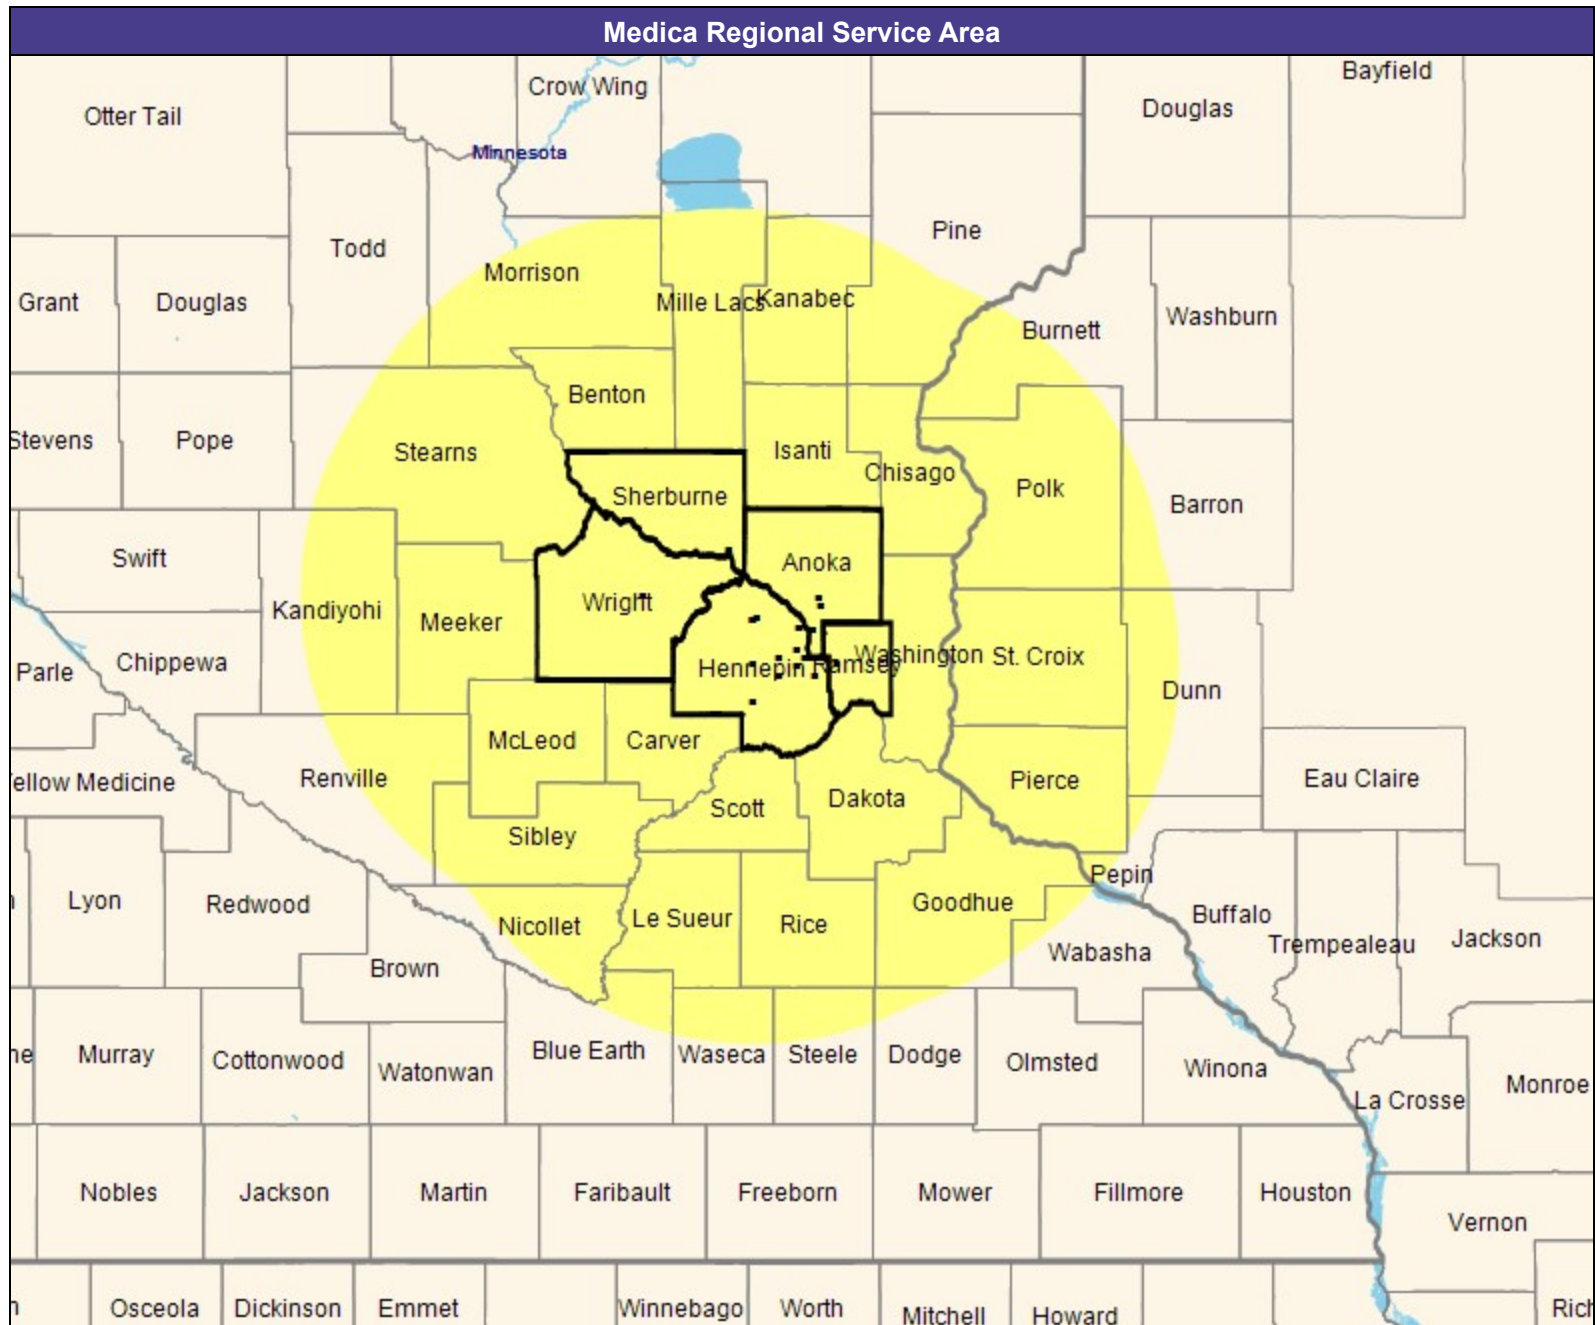 Medica Regional Service Area
Bayfield
Crow Wing
Douglas
Otter Tail
Minnesota
Pine
Todd
Morrison
Grant
Douglas
Mille Lacs
Kanabec
Washburn
Burnett
Benton
Stevens
Pope
Stearns
Isanti
Chisago
Polk
Sherburne
Barron
Swift
Anoka
Kandiyohi
Wright
Meeker
Parle
Chippewa
Hennepin
Ramsey
Washington
St. Croix
Dunn
McLeod
Carver
Renville
Yellow Medicine
Pierce
Eau Claire
Scott
Dakota
Sibley
Pepin
Lyon
Redwood
Goodhue
Nicollet
Le Sueur
Rice
Buffalo
Trempealeau
Jackson
Wabasha
Brown
ne
Murray
Cottonwood
Watonwan
Blue Earth
Waseca
Steele
Dodge
Olmsted
Winona
La Crosse
Monroe
Nobles
Jackson
Martin
Faribault
Freeborn
Mower
Fillmore
Houston
Vernon
n
Osceola
Dickinson
Emmet
Winnebago
Worth
Mitchell
Howard
Rich